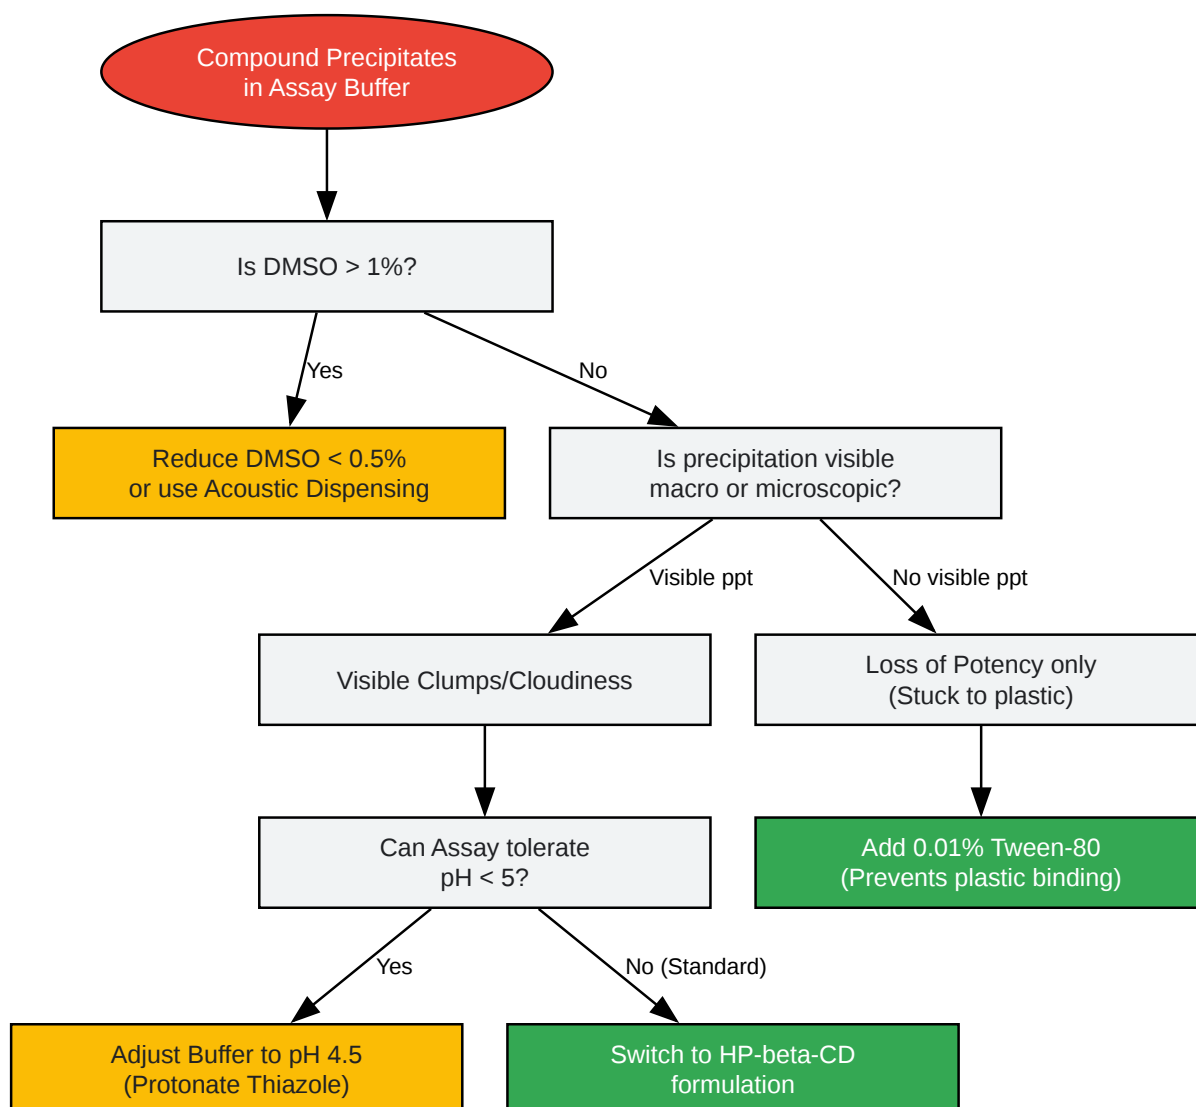 Compound Precipitates
in Assay Buffer
Is DMSO > 1%?
Yes
No
Reduce DMSO < 0.5%
or use Acoustic Dispensing
Is precipitation visible
macro or microscopic?
Visible ppt
No visible ppt
Visible Clumps/Cloudiness
Loss of Potency only
(Stuck to plastic)
Can Assay tolerate
pH < 5?
Add 0.01% Tween-80
(Prevents plastic binding)
Yes
No (Standard)
Adjust Buffer to pH 4.5
(Protonate Thiazole)
Switch to HP-beta-CD
formulation